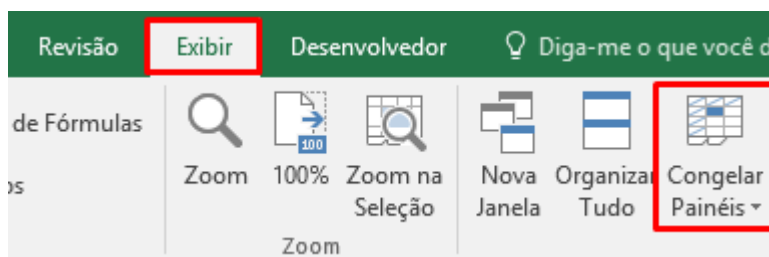 Revisão Exibir Desenvolvedor Diga-me o que você d
de Fórmulas
os
Zoom
100
100%
Zoom na
Seleção
Nova
Janela
Organizar
Tudo
Congelar
Painéis
Zoom